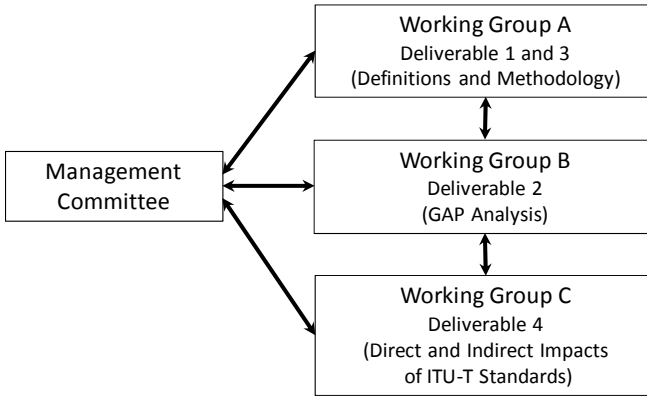 Working Group A
Deliverable 1 and 3
(Definitions and Methodology)
Management
Committee
Working Group B
Deliverable 2
(GAP Analysis)
Working Group C
Deliverable 4
(Direct and Indirect Impacts
of ITU-T Standards)